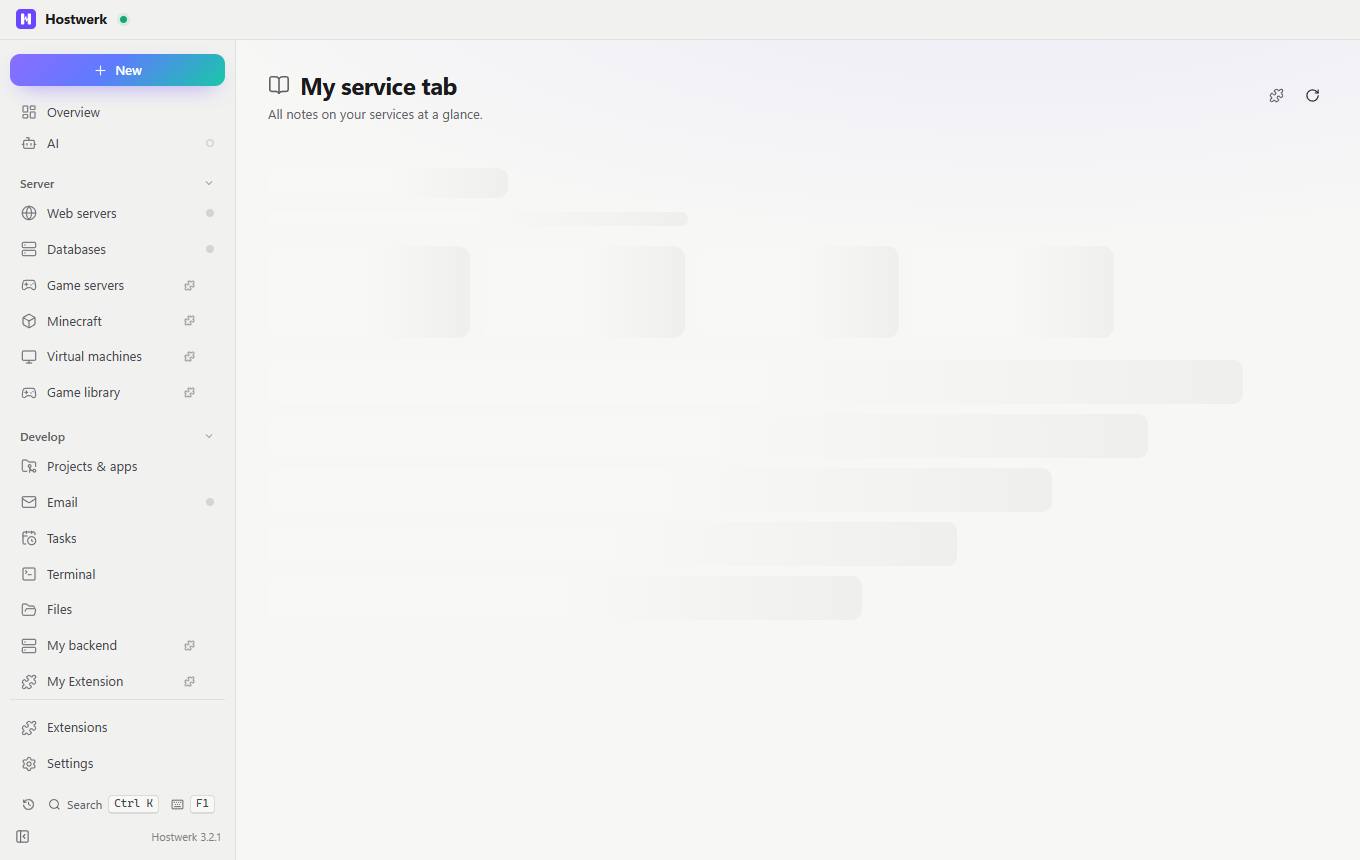 Hostwerk
New
Overview
AI
Server
Web servers
Databases
Game servers
Minecraft
Virtual machines
Game library
Develop
Projects & apps
Email
Tasks
Terminal
Files
My backend
My Extension
Extensions
Settings
Search Ctrl K F1
Hostwerk 3.2.1
My service tab
All notes on your services at a glance.